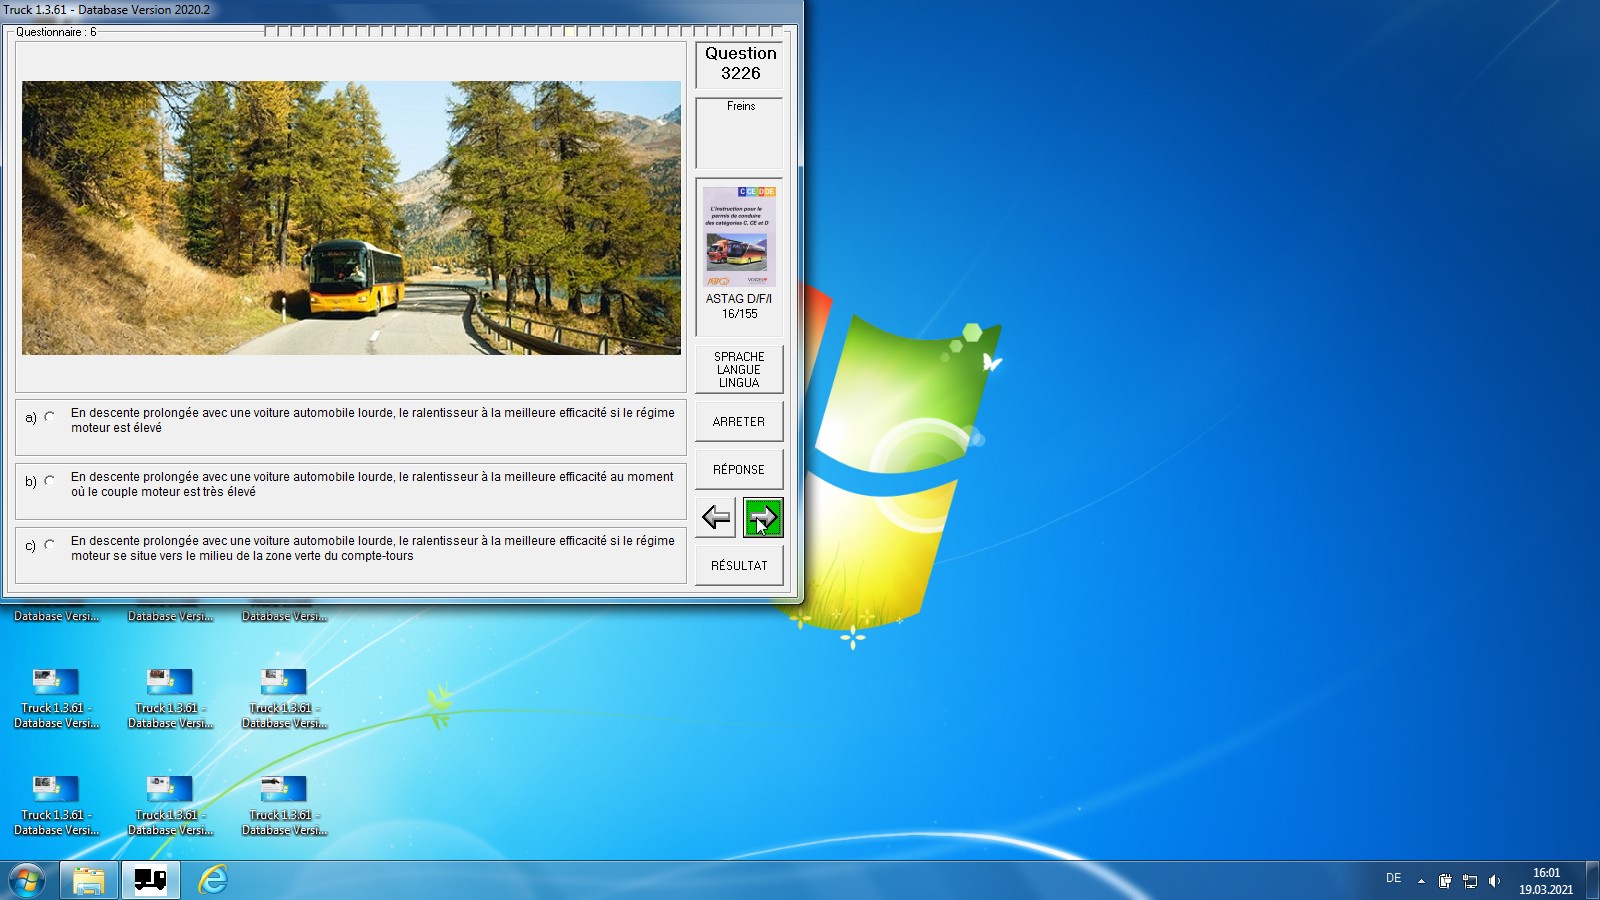 Truck 1.3.61 - Database Version 2020.2
Questionnaire : 6
Question
3226
Freins
C CE D DE
L'instruction pour le
permis de conduire
des catégories C, CE et D
ASTAG D/F/I
16/155
SPRACHE
LANGUE
LINGUA
ARRETER
RÉPONSE
RÉSULTAT
a) En descente prolongée avec une voiture automobile lourde, le ralentisseur à la meilleure efficacité si le régime
moteur est élevé
b) En descente prolongée avec une voiture automobile lourde, le ralentisseur à la meilleure efficacité au moment
où le couple moteur est très élevé
c) En descente prolongée avec une voiture automobile lourde, le ralentisseur à la meilleure efficacité si le régime
moteur se situe vers le milieu de la zone verte du compte-tours
Database Versi... Database Versi... Database Versi...
Truck 1.3.61 - Truck 1.3.61 - Truck 1.3.61 -
Database Versi... Database Versi... Database Versi...
Truck 1.3.61 - Truck 1.3.61 - Truck 1.3.61 -
Database Versi... Database Versi... Database Versi...
DE
16:01
19.03.2021